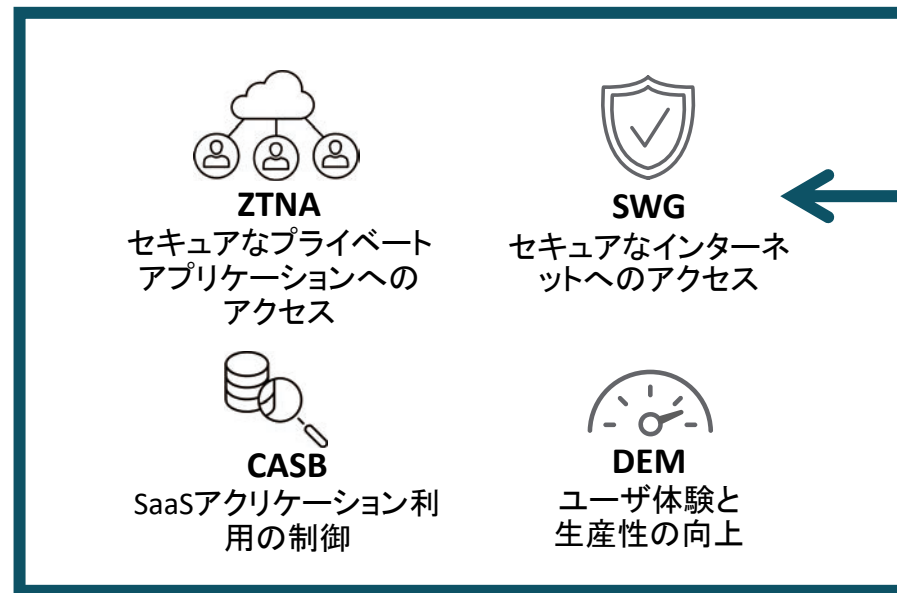 ZTNA
セキュアなプライベート
アプリケーションへの
アクセス
SWG
セキュアなインターネ
ットへのアクセス
CASB
SaaSアクリケーション利
用の制御
DEM
ユーザ体験と
生産性の向上